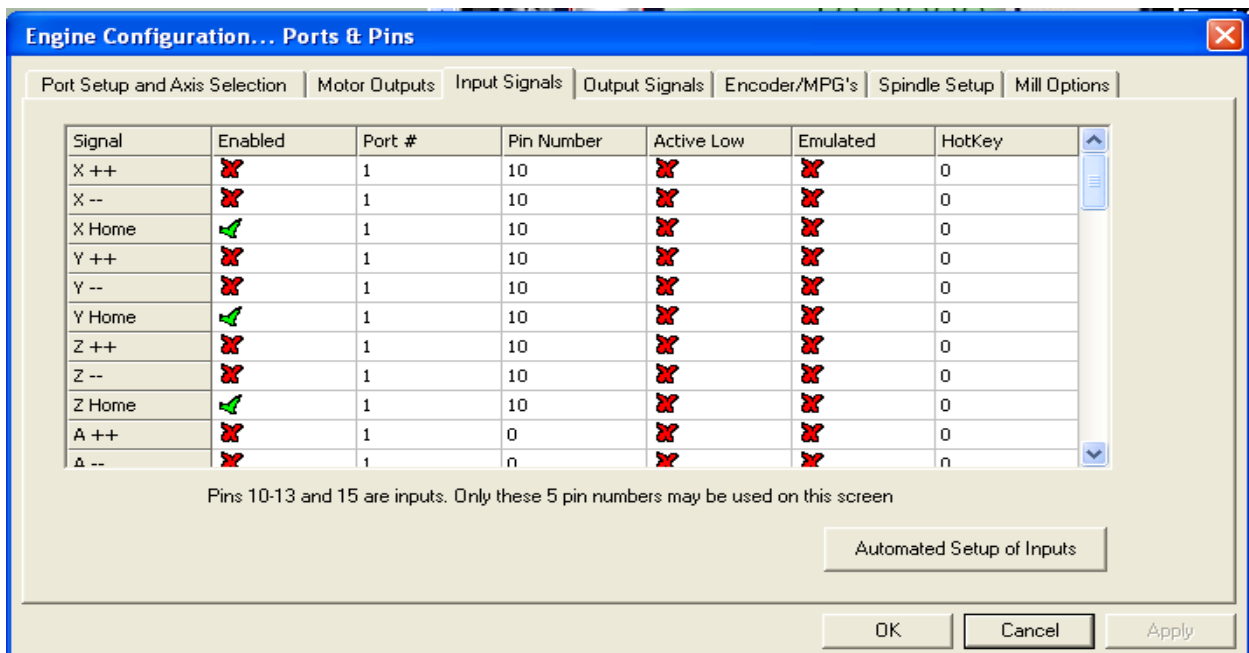 Engine Configuration... Ports & Pins
Port Setup and Axis Selection Motor Outputs Input Signals Output Signals Encoder/MPG's Spindle Setup Mill Options
Signal Enabled Port # Pin Number Active Low Emulated HotKey
X ++ 1 10 0
X -- 1 10 0
X Home 1 10 0
Y ++ 1 10 0
Y -- 1 10 0
Y Home 1 10 0
Z ++ 1 10 0
Z -- 1 10 0
Z Home 1 10 0
A ++ 1 0 0
A -- 1 0 0
Pins 10-13 and 15 are inputs. Only these 5 pin numbers may be used on this screen
Automated Setup of Inputs
OK Cancel Apply